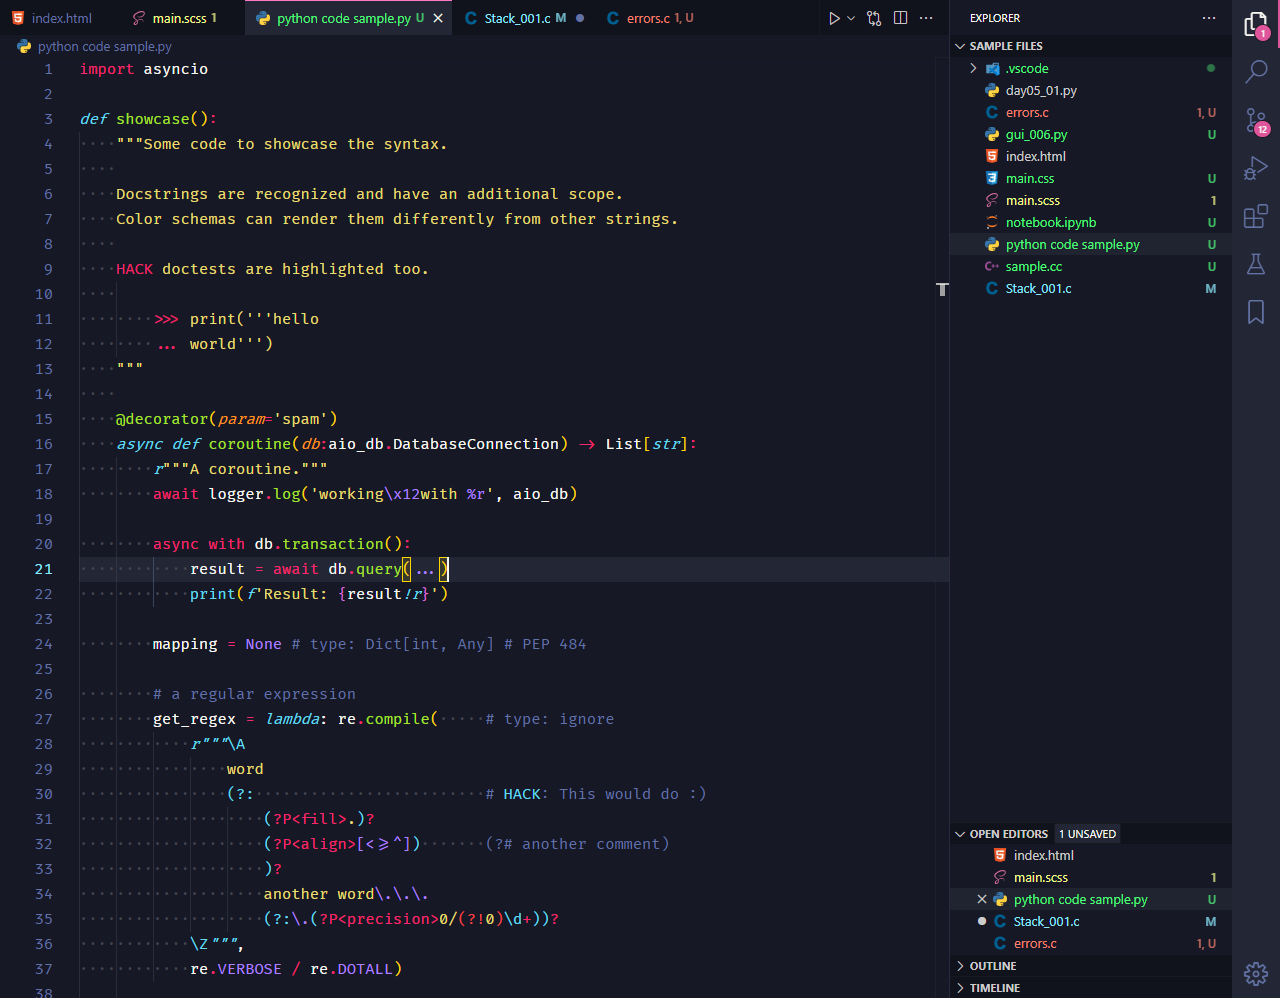 index.html
main.scss 1
python code sample.py U
Stack_001.c M
errors.c 1, U
python code sample.py
1 import asyncio
2
3 def showcase():
4 """Some code to showcase the syntax.
5
6 Docstrings are recognized and have an additional scope.
7 Color schemas can render them differently from other strings.
8
9 HACK doctests are highlighted too.
10
11 >>> print('''hello
12 ... world''')
13 """
14
15 @decorator(param='spam')
16 async def coroutine(db:aio_db.DatabaseConnection) -> List[str]:
17 r"""A coroutine."""
18 await logger.log('working\x12with %r', aio_db)
19
20 async with db.transaction():
21 result = await db.query(...)
22 print(f'Result: {result!r}')
23
24 mapping = None # type: Dict[int, Any] # PEP 484
25
26 # a regular expression
27 get_regex = lambda: re.compile( # type: ignore
28 r"""\A
29 word
30 (?: # HACK: This would do :)
31 (?P<fill>.)?
32 (?P<align>[<>=^]) (?# another comment)
33 )?
34 another word\.\.\.
35 (?:\.(?P<precision>0/(?!0)\d+))?
36 \Z""",
37 re.VERBOSE / re.DOTALL)
38
EXPLORER
SAMPLE FILES
.vscode
day05_01.py
errors.c 1, U
gui_006.py U
index.html
main.css U
main.scss 1
notebook.ipynb U
python code sample.py U
sample.cc U
Stack_001.c M
OPEN EDITORS 1 UNSAVED
index.html
main.scss 1
python code sample.py U
Stack_001.c M
errors.c 1, U
OUTLINE
TIMELINE
1
12